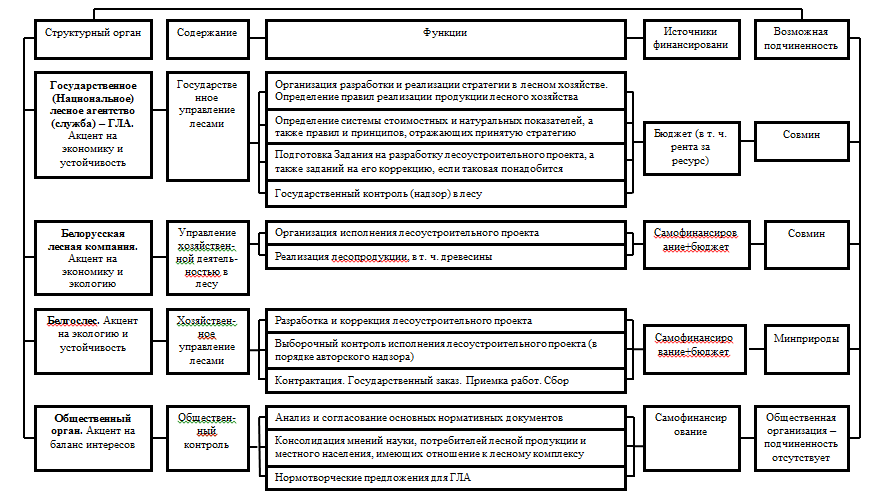 Структурный орган
Содержание
Функции
Источники
финансировани
Возможная
подчиненность
Государственное
(Национальное)
лесное агентство
(служба) – ГЛА.
Акцент на
экономику и
устойчивость
Государстве
нное
управление
лесами
Организация разработки и реализации стратегии в лесном хозяйстве.
Определение правил реализации продукции лесного хозяйства
Определение системы стоимостных и натуральных показателей, а
также правил и принципов, отражающих принятую стратегию
Подготовка Задания на разработку лесоустроительного проекта, а
также заданий на его коррекцию, если таковая понадобится
Государственный контроль (надзор) в лесу
Бюджет (в т. ч.
рента за
ресурс)
Совмин
Белорусская
лесная компания.
Акцент на
экономику и
экологию
Управление
хозяйствен-
ной деятель-
ностью в
лесу
Организация исполнения лесоустроительного проекта
Реализация лесопродукции, в т. ч. древесины
Самофинансиров
ание+бюджет
Совмин
Белгослес. Акцент
на экологию и
устойчивость
Хозяйствен-
ное
управление
лесами
Разработка и коррекция лесоустроительного проекта
Выборочный контроль исполнения лесоустроительного проекта (в
порядке авторского надзора)
Контрактация. Государственный заказ. Приемка работ. Сбор
Самофинансиро
вание+бюджет
Минприроды
Общественный
орган. Акцент на
баланс интересов
Обществен-
ный
контроль
Анализ и согласование основных нормативных документов
Консолидация мнений науки, потребителей лесной продукции и
местного населения, имеющих отношение к лесному комплексу
Нормотворческие предложения для ГЛА
Самофинансир
ование
Общественная
организация –
подчиненность
отсутствует